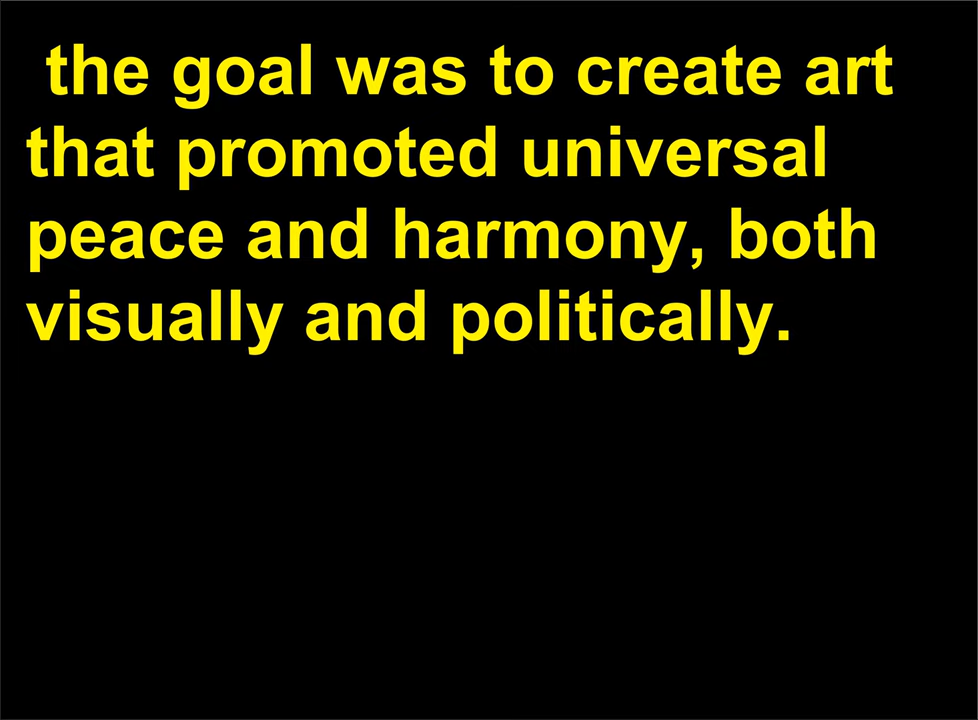 the goal was to create art
that promoted universal
peace and harmony, both
visually and politically.